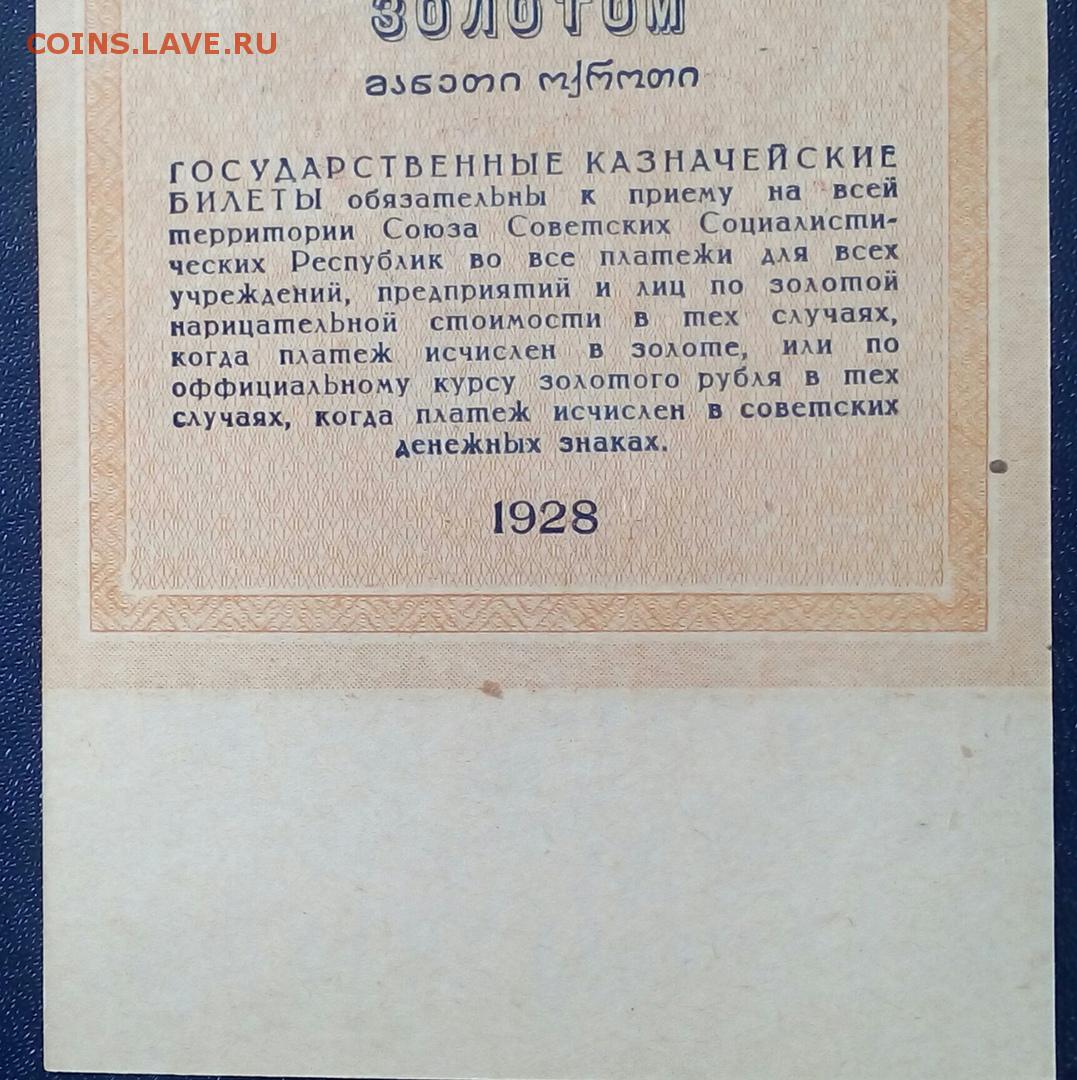 COINS.LAVE.RU
ЗОЛОТОМ
მანეთი ოქროთი
ГОСУДАРСТВЕННЫЕ КАЗНАЧЕЙСКИЕ
БИЛЕТЫ обязательны к приему на всей
территории Союза Советских Социалисти-
ческих Республик во все платежи для всех
учреждений, предприятий и лиц по золотой
нарицательной стоимости в тех случаях,
когда платеж исчислен в золоте, или по
оффициальному курсу золотого рубля в тех
случаях, когда платеж исчислен в советских
денежных знаках.
1928